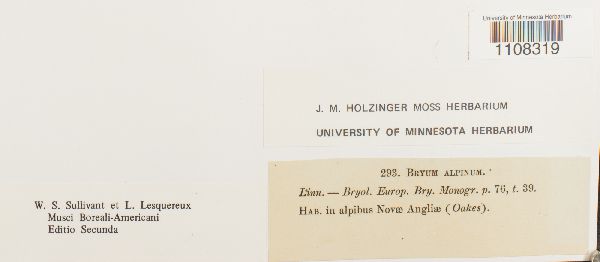 University of Minnesota Herbarium
1108319
J. M. HOLZINGER MOSS HERBARIUM
UNIVERSITY OF MINNESOTA HERBARIUM
293. BRYUM ALPINUM.
Linn. — Bryol. Europ. Bry. Monogr. p. 76, t. 39.
HAB. in alpibus Novæ Angliæ (Oakes).
W. S. Sullivant et L. Lesquereux
Musci Boreali-Americani
Editio Secunda